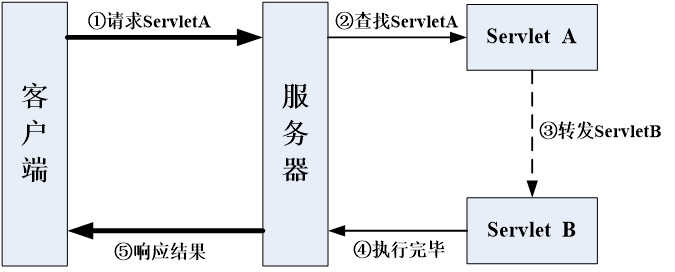 ①请求ServletA
②查找ServletA
Servlet A
客户端
服务器
③转发ServletB
Servlet B
④执行完毕
⑤响应结果